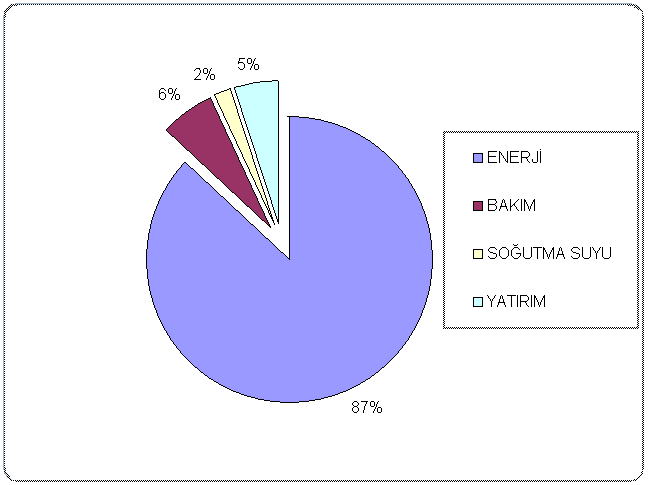 5%
2%
6%
ENERJİ
BAKIM
SOĞUTMA SUYU
YATIRIM
87%